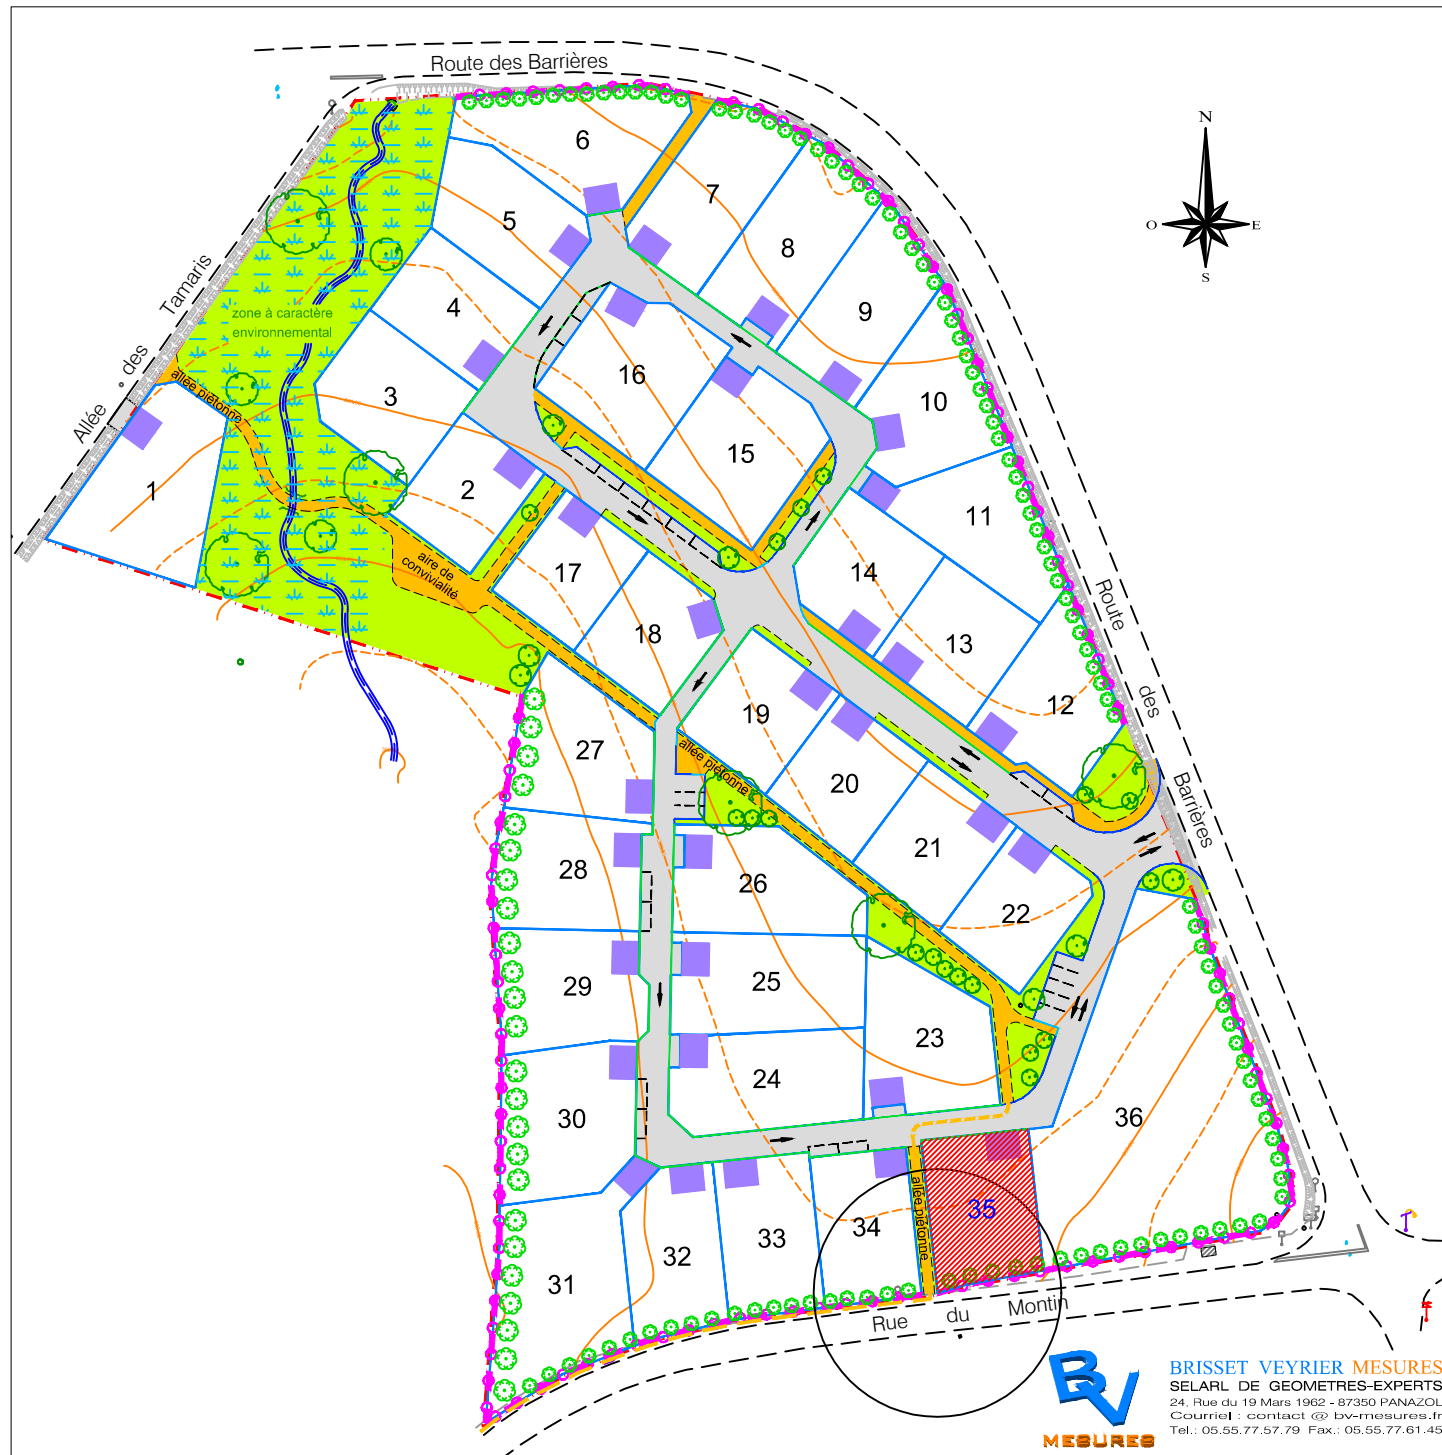 Route des Barrières
N
O
E
S
6
7
5
8
4
9
Allée des Tamaris
zone à caractère
environnemental
allée piétonne
3
16
10
1
2
15
11
aire de
convivialité
17
14
18
13
Route des Barrières
12
19
27
allée piétonne
20
21
28
26
22
29
25
23
24
30
36
allée piétonne
35
34
33
32
31
Rue du Montin
BV
MESURES
BRISSET VEYRIER MESURES
SELARL DE GEOMETRES-EXPERTS
24, Rue du 19 Mars 1962 - 87350 PANAZOL
Courriel : contact @ bv-mesures.fr
Tel.: 05.55.77.57.79 Fax.: 05.55.77.61.45